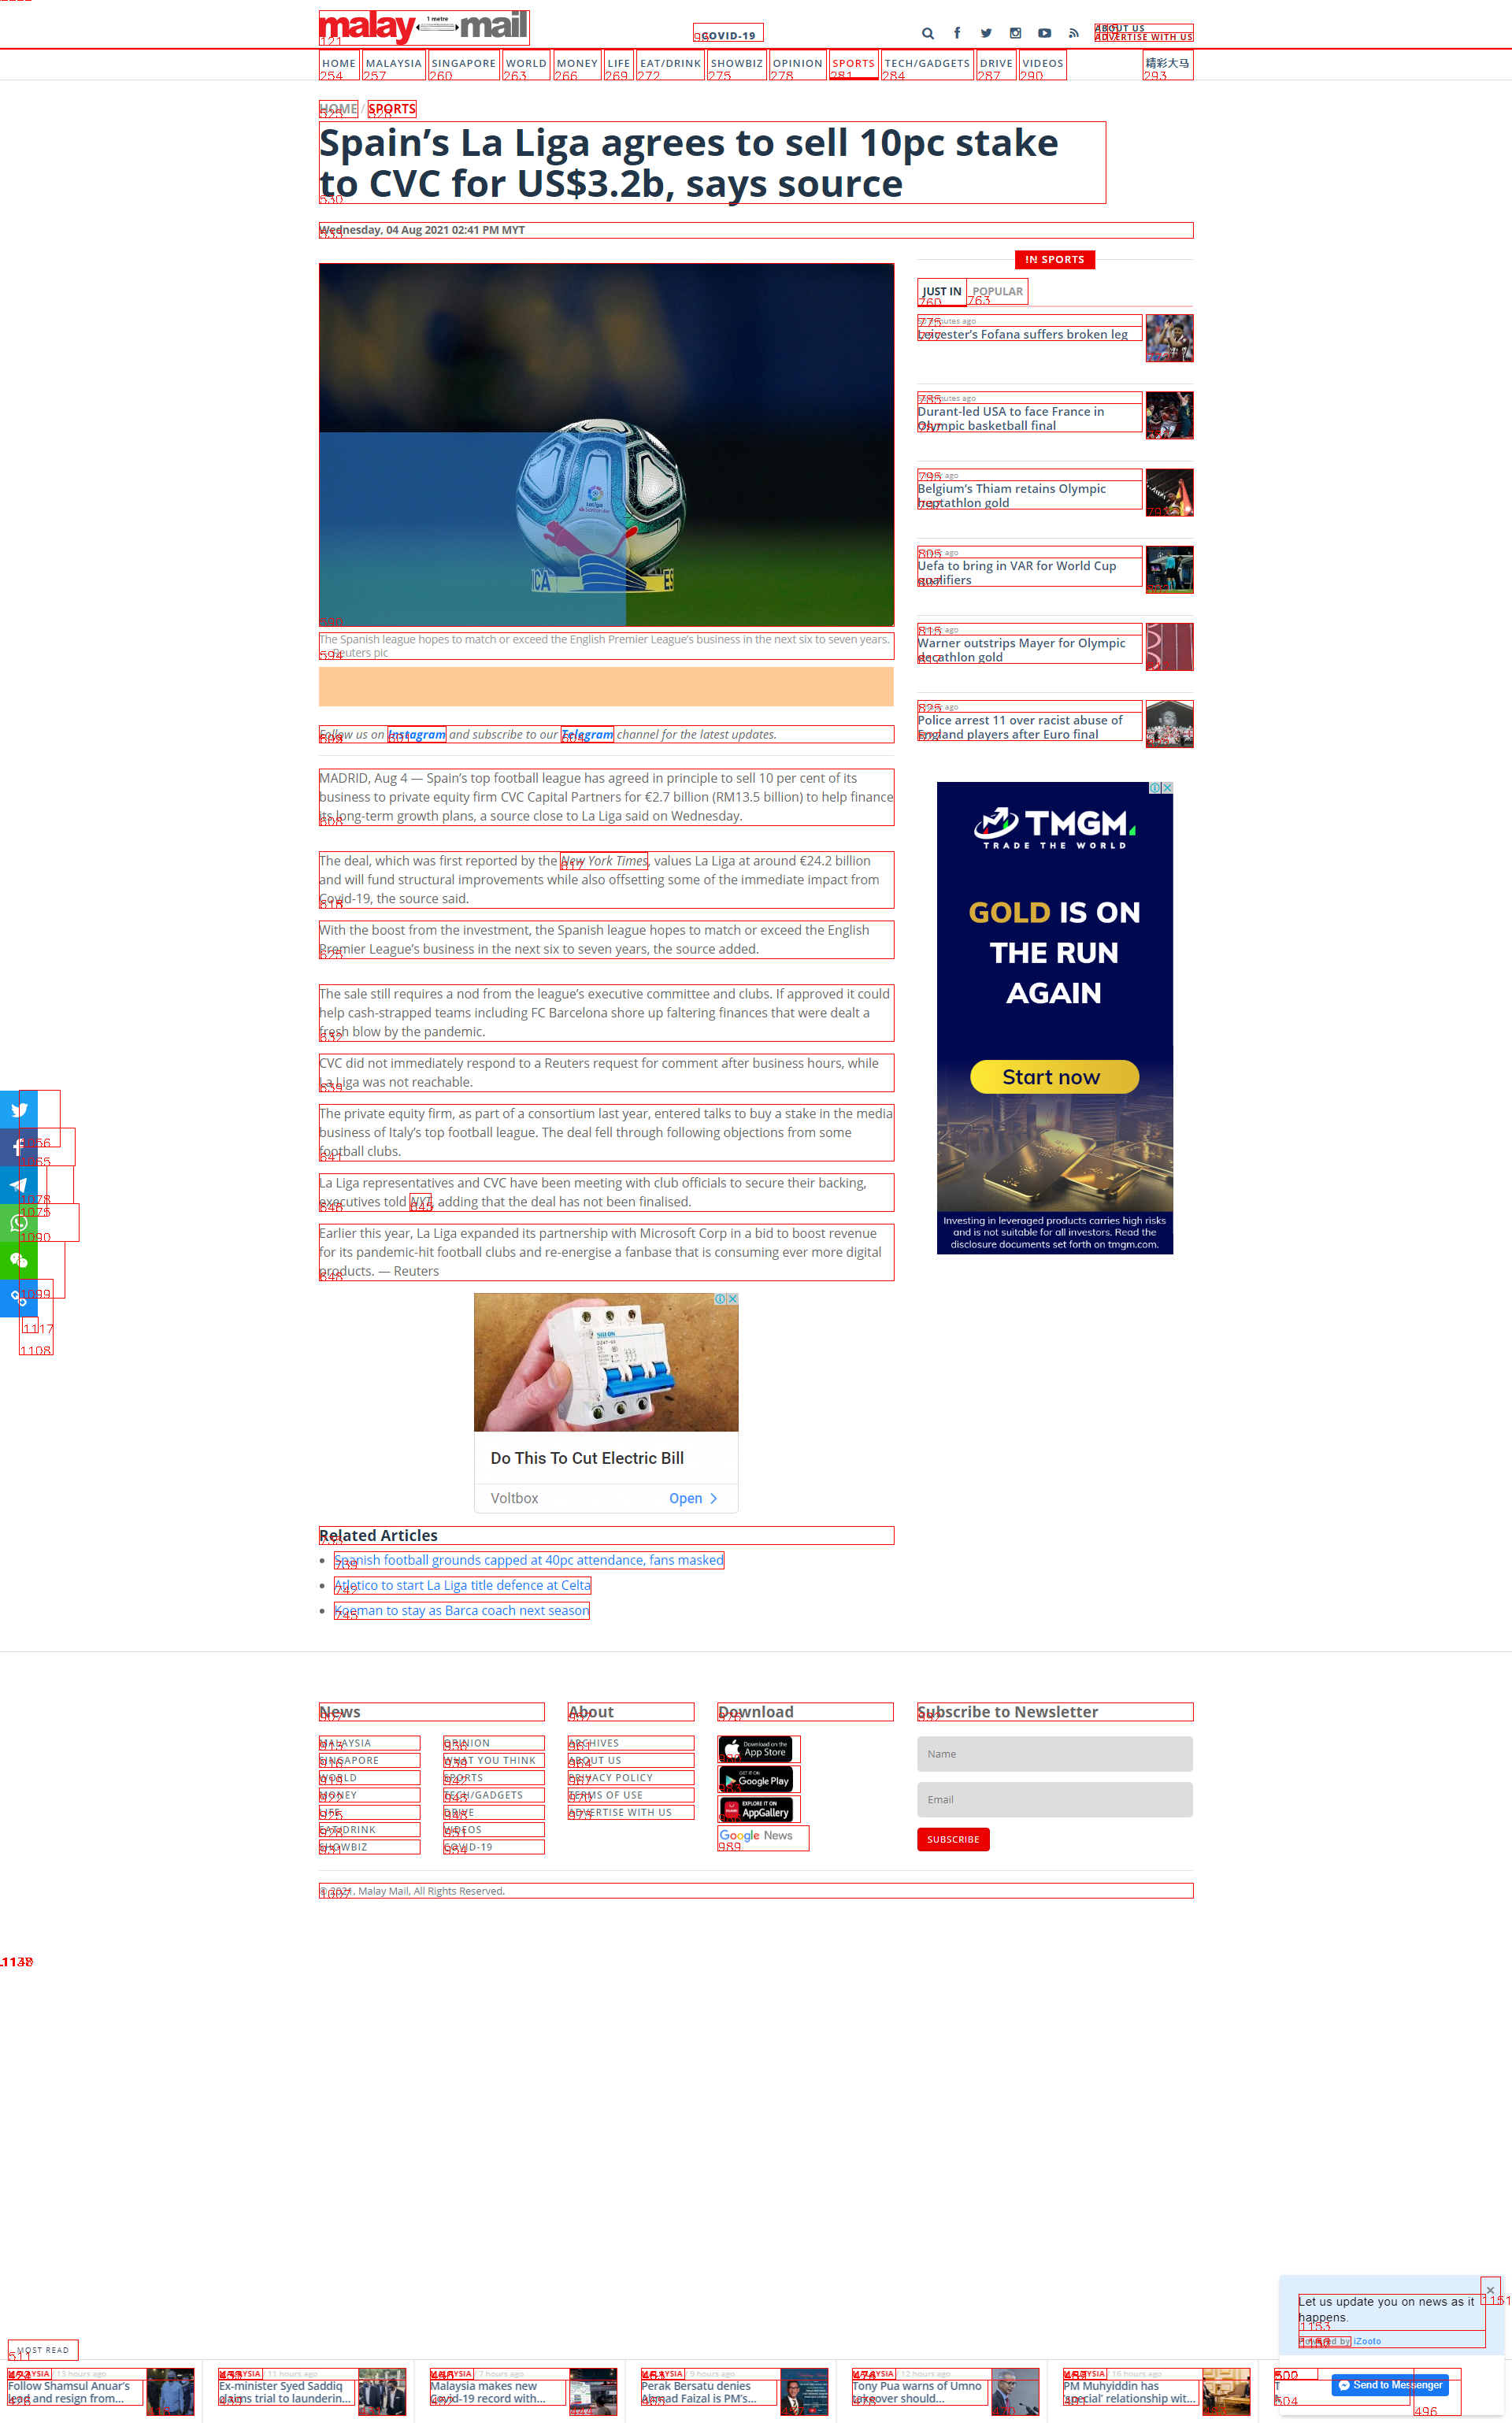 malay mail
1 metre
COVID-19
ABOUT US
ADVERTISE WITH US
HOME MALAYSIA SINGAPORE WORLD MONEY LIFE EAT/DRINK SHOWBIZ OPINION SPORTS TECH/GADGETS DRIVE VIDEOS 精彩大马
HOME / SPORTS
Spain’s La Liga agrees to sell 10pc stake
to CVC for US$3.2b, says source
Wednesday, 04 Aug 2021 02:41 PM MYT
The Spanish league hopes to match or exceed the English Premier League’s business in the next six to seven years.
Reuters pic
Follow us on Instagram and subscribe to our Telegram channel for the latest updates.
MADRID, Aug 4 — Spain’s top football league has agreed in principle to sell 10 per cent of its
business to private equity firm CVC Capital Partners for €2.7 billion (RM13.5 billion) to help finance
its long-term growth plans, a source close to La Liga said on Wednesday.
The deal, which was first reported by the New York Times, values La Liga at around €24.2 billion
and will fund structural improvements while also offsetting some of the immediate impact from
Covid-19, the source said.
With the boost from the investment, the Spanish league hopes to match or exceed the English
Premier League’s business in the next six to seven years, the source added.
The sale still requires a nod from the league’s executive committee and clubs. If approved it could
help cash-strapped teams including FC Barcelona shore up faltering finances that were dealt a
fresh blow by the pandemic.
CVC did not immediately respond to a Reuters request for comment after business hours, while
La Liga was not reachable.
The private equity firm, as part of a consortium last year, entered talks to buy a stake in the media
business of Italy’s top football league. The deal fell through following objections from some
football clubs.
La Liga representatives and CVC have been meeting with club officials to secure their backing,
executives told NYT, adding that the deal has not been finalised.
Earlier this year, La Liga expanded its partnership with Microsoft Corp in a bid to boost revenue
for its pandemic-hit football clubs and re-energise a fanbase that is consuming ever more digital
products. — Reuters
Do This To Cut Electric Bill
Voltbox Open
Related Articles
Spanish football grounds capped at 40pc attendance, fans masked
Atletico to start La Liga title defence at Celta
Koeman to stay as Barca coach next season
IN SPORTS
JUST IN POPULAR
Leicester’s Fofana suffers broken leg
Durant-led USA to face France in
Olympic basketball final
Belgium’s Thiam retains Olympic
heptathlon gold
Uefa to bring in VAR for World Cup
qualifiers
Warner outstrips Mayer for Olympic
decathlon gold
Police arrest 11 over racist abuse of
England players after Euro final
TMGM
TRADE THE WORLD
GOLD IS ON
THE RUN
AGAIN
Start now
Investing in leveraged products carries high risks
and is not suitable for all investors. Read the
disclosure documents set forth on tmgm.com.
News
MALAYSIA
SINGAPORE
WORLD
MONEY
LIFE
EAT/DRINK
SHOWBIZ
OPINION
WHAT YOU THINK
SPORTS
TECH/GADGETS
DRIVE
VIDEOS
COVID-19
About
ARCHIVES
ABOUT US
PRIVACY POLICY
TERMS OF USE
ADVERTISE WITH US
Download
Download on the
App Store
GET IT ON
Google Play
EXPLORE IT ON
AppGallery
Google News
Subscribe to Newsletter
Name
Email
SUBSCRIBE
© 2021, Malay Mail, All Rights Reserved.
Let us update you on news as it
happens.
Powered by iZooto
Send to Messenger
MOST READ
MALAYSIA 13 hours ago
Follow Shamsul Anuar’s
lead and resign from...
MALAYSIA 11 hours ago
Ex-minister Syed Saddiq
claims trial to launderin...
MALAYSIA 7 hours ago
Malaysia makes new
Covid-19 record with...
MALAYSIA 9 hours ago
Perak Bersatu denies
Ahmad Faizal is PM’s...
MALAYSIA 12 hours ago
Tony Pua warns of Umno
takeover should...
MALAYSIA 16 hours ago
PM Muhyiddin has
‘special’ relationship wit...